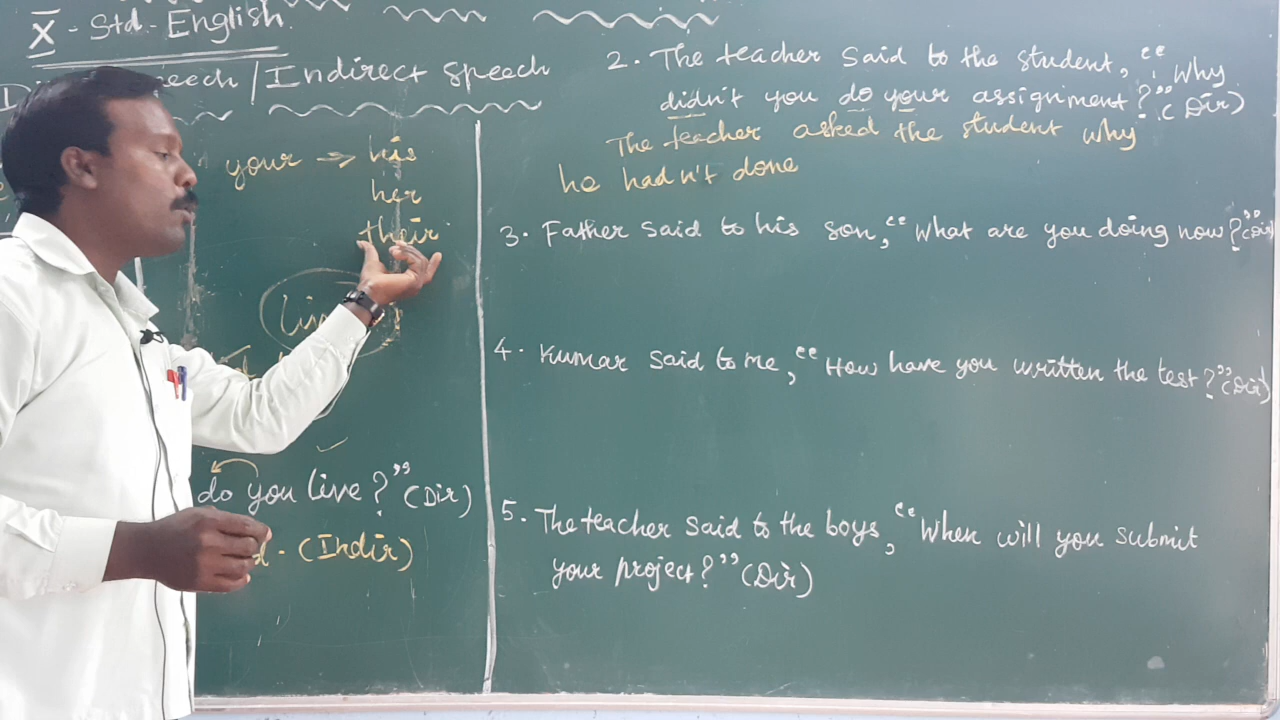 X - Std - English.
eech / Indirect Speech
your → his
her
their
do you live?" (Dir)
d. (Indir)
2. The teacher said to the student, "Why
didn't you do your assignment?" (Dir)
The teacher asked the student why
he hadn't done
3. Father said to his son, "What are you doing now?" (Dir)
4. Kumar said to me, "How have you written the test?" (Dir)
5. The teacher said to the boys, "When will you submit
your project?" (Dir)